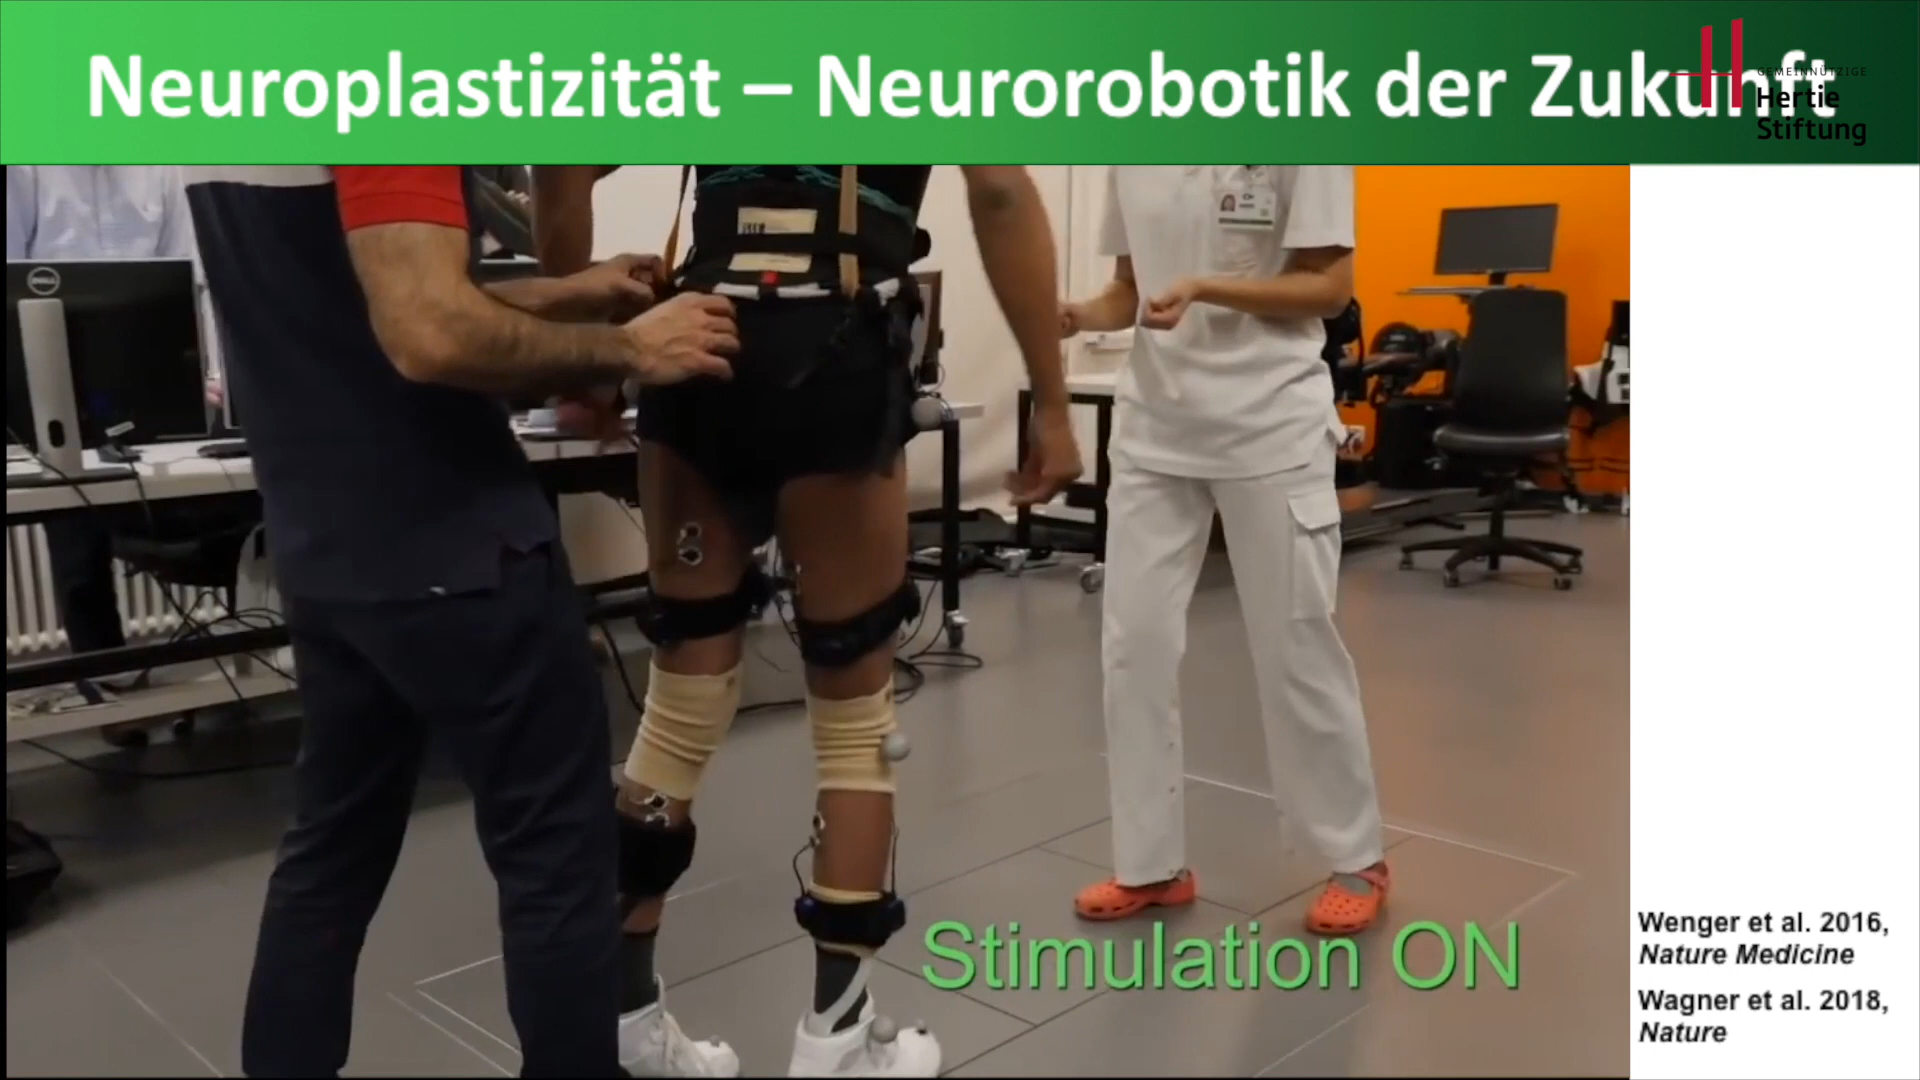 Neuroplastizität – Neurorobotik der Zukunft
GEMEINNÜTZIGE
Hertie
Stiftung
DELL
Stimulation ON
Wenger et al. 2016,
Nature Medicine
Wagner et al. 2018,
Nature